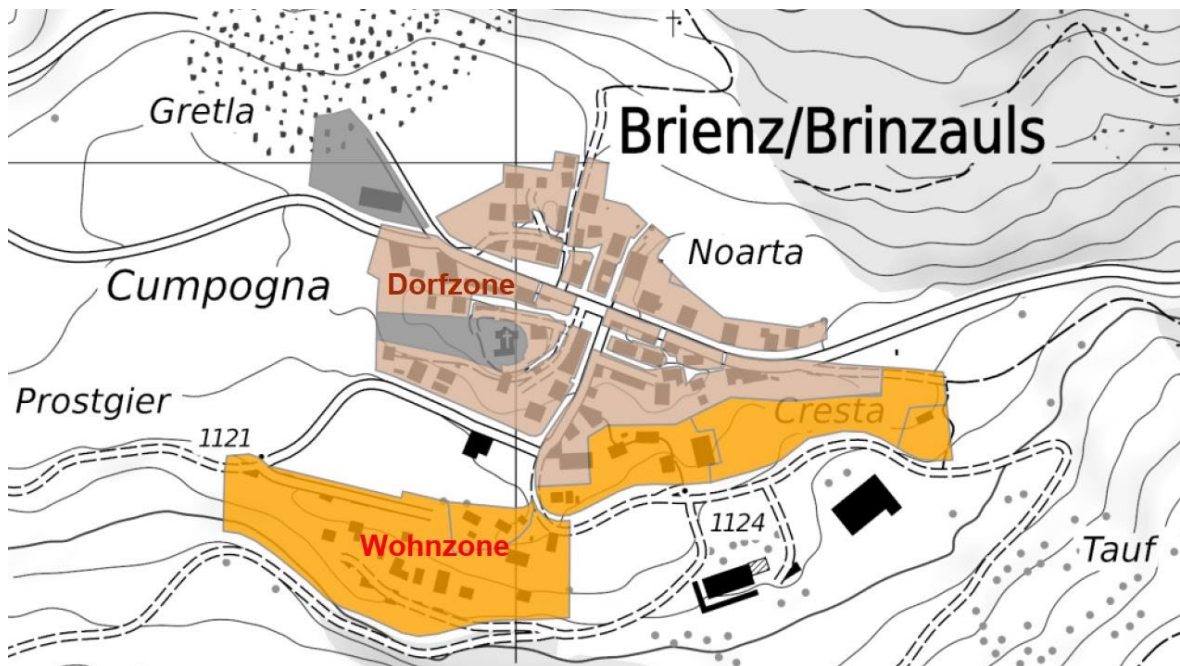 Gretla
Brienz/Brinzauls
Noarta
Cumpogna
Dorfzone
Prostgier
Cresta
1121
1124
Wohnzone
Tauf